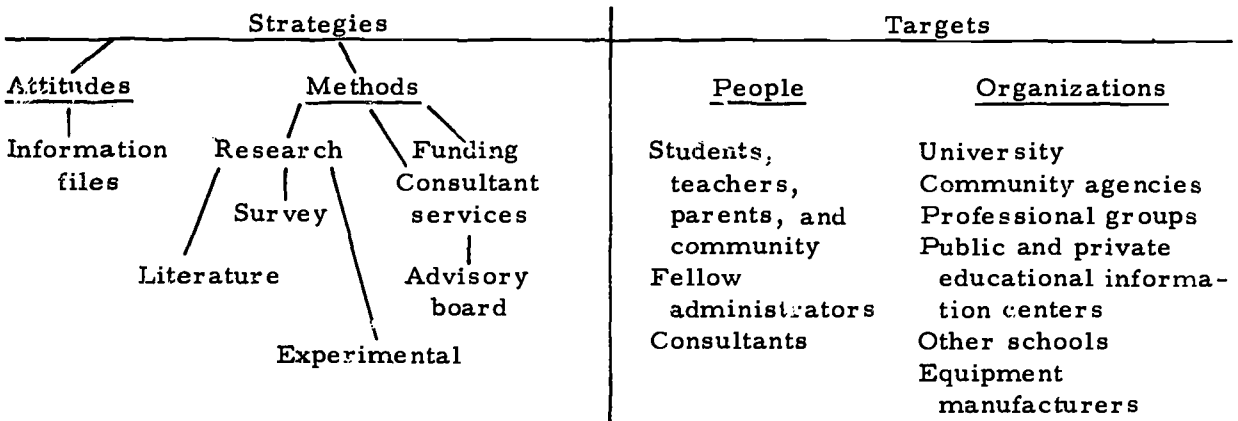 Strategies
Targets
Attitudes
Methods
People
Organizations
Information
files
Research
Survey
Literature
Experimental
Funding
Consultant
services
Advisory
board
Students,
teachers,
parents, and
community
Fellow
administrators
Consultants
University
Community agencies
Professional groups
Public and private
educational informa-
tion centers
Other schools
Equipment
manufacturers